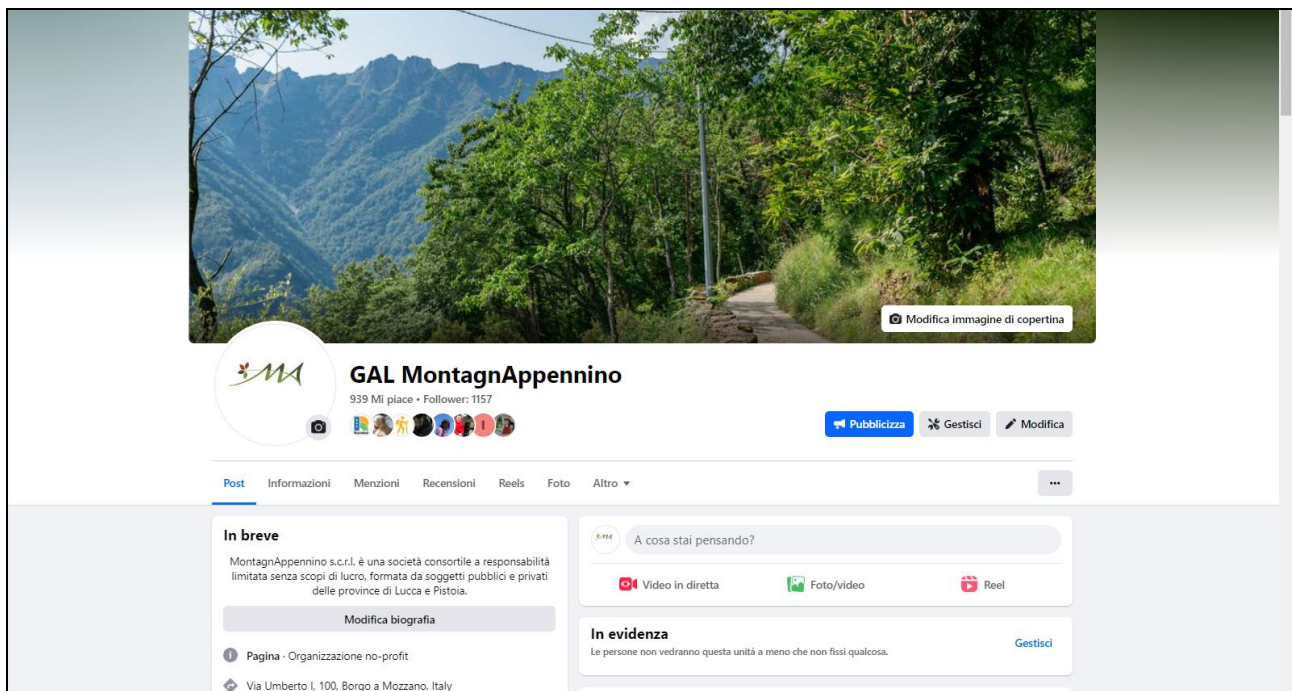 Modifica immagine di copertina
MA
GAL MontagnAppennino
939 Mi piace • Follower: 1157
Pubblicizza
Gestisci
Modifica
Post
Informazioni
Menzioni
Recensioni
Reels
Foto
Altro
In breve
MontagnAppennino s.c.r.l. è una società consortile a responsabilità
limitata senza scopi di lucro, formata da soggetti pubblici e privati
delle province di Lucca e Pistoia.
Modifica biografia
Pagina · Organizzazione no-profit
Via Umberto I, 100, Borgo a Mozzano, Italy
A cosa stai pensando?
Video in diretta
Foto/video
Reel
In evidenza
Le persone non vedranno questa unità a meno che non fissi qualcosa.
Gestisci